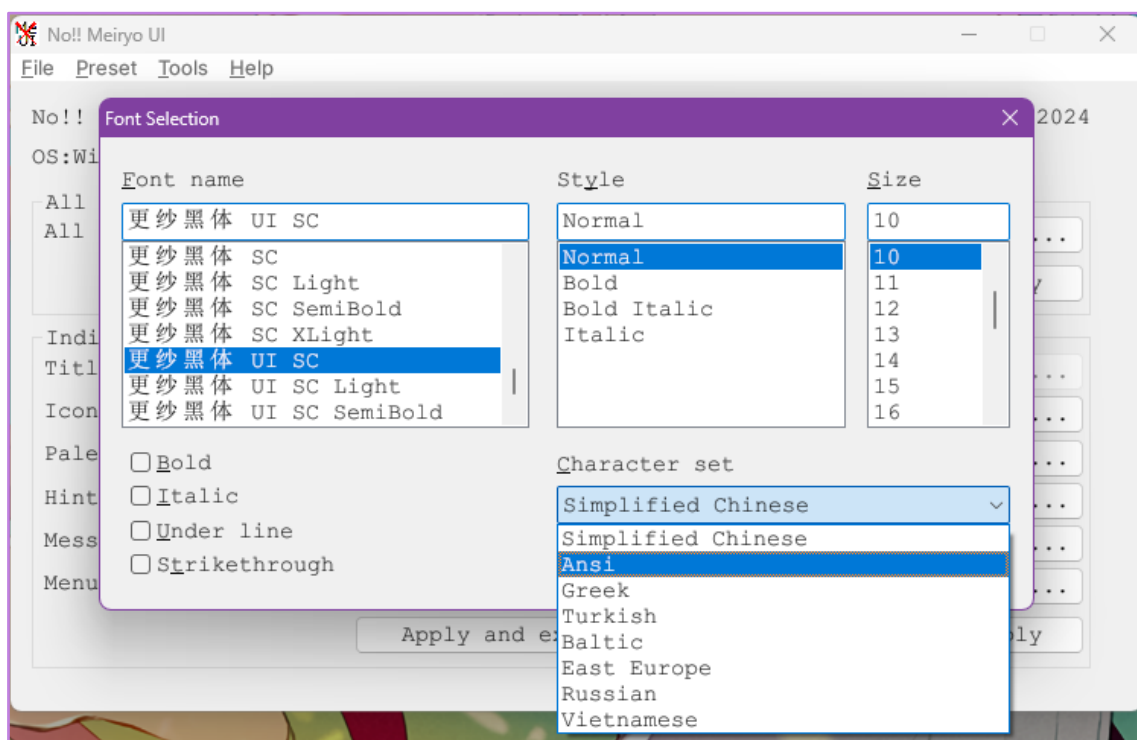 No!! Meiryo UI
File Preset Tools Help
No!!
2024
OS:Wi
All
All
...
Font Selection
Font name
Style
Size
更纱黑体 UI SC
Normal
10
更纱黑体 SC
更纱黑体 SC Light
更纱黑体 SC SemiBold
更纱黑体 SC XLight
更纱黑体 UI SC
更纱黑体 UI SC Light
更纱黑体 UI SC SemiBold
Normal
Bold
Bold Italic
Italic
10
11
12
13
14
15
16
Bold
Italic
Under line
Strikethrough
Character set
Simplified Chinese
Simplified Chinese
Ansi
Greek
Turkish
Baltic
East Europe
Russian
Vietnamese
Indi
Titl
...
Icon
...
Pale
...
Hint
...
Mess
...
Menu
...
Apply and e
ly